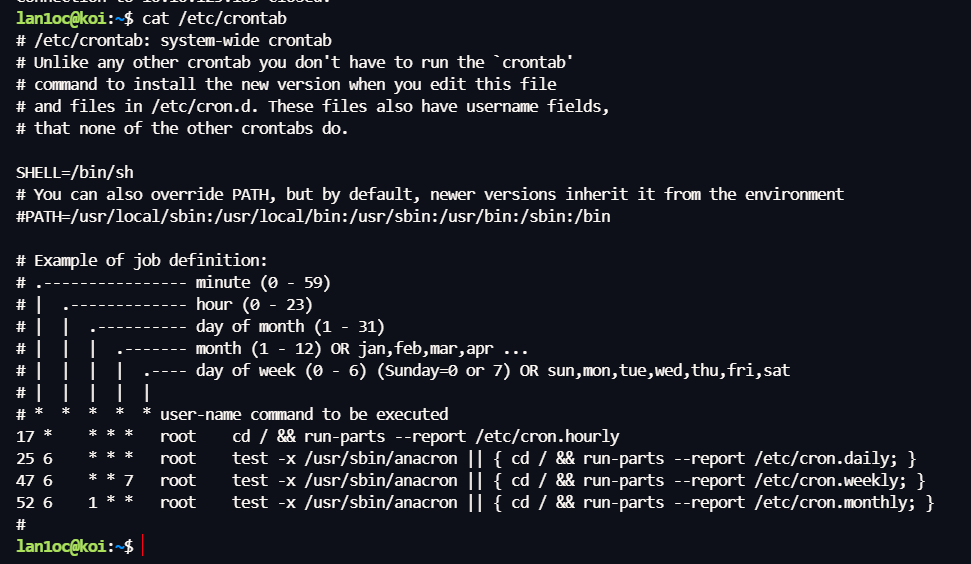 lan1oc@koi:~$ cat /etc/crontab
# /etc/crontab: system-wide crontab
# Unlike any other crontab you don't have to run the `crontab'
# command to install the new version when you edit this file
# and files in /etc/cron.d. These files also have username fields,
# that none of the other crontabs do.

SHELL=/bin/sh
# You can also override PATH, but by default, newer versions inherit it from the environment
#PATH=/usr/local/sbin:/usr/local/bin:/usr/sbin:/usr/bin:/sbin:/bin

# Example of job definition:
# .---------------- minute (0 - 59)
# |  .------------- hour (0 - 23)
# |  |  .---------- day of month (1 - 31)
# |  |  |  .------- month (1 - 12) OR jan,feb,mar,apr ...
# |  |  |  |  .---- day of week (0 - 6) (Sunday=0 or 7) OR sun,mon,tue,wed,thu,fri,sat
# |  |  |  |  |
# *  *  *  *  * user-name command to be executed
17 *    * * *   root    cd / && run-parts --report /etc/cron.hourly
25 6    * * *   root    test -x /usr/sbin/anacron || { cd / && run-parts --report /etc/cron.daily; }
47 6    * * 7   root    test -x /usr/sbin/anacron || { cd / && run-parts --report /etc/cron.weekly; }
52 6    1 * *   root    test -x /usr/sbin/anacron || { cd / && run-parts --report /etc/cron.monthly; }
#
lan1oc@koi:~$